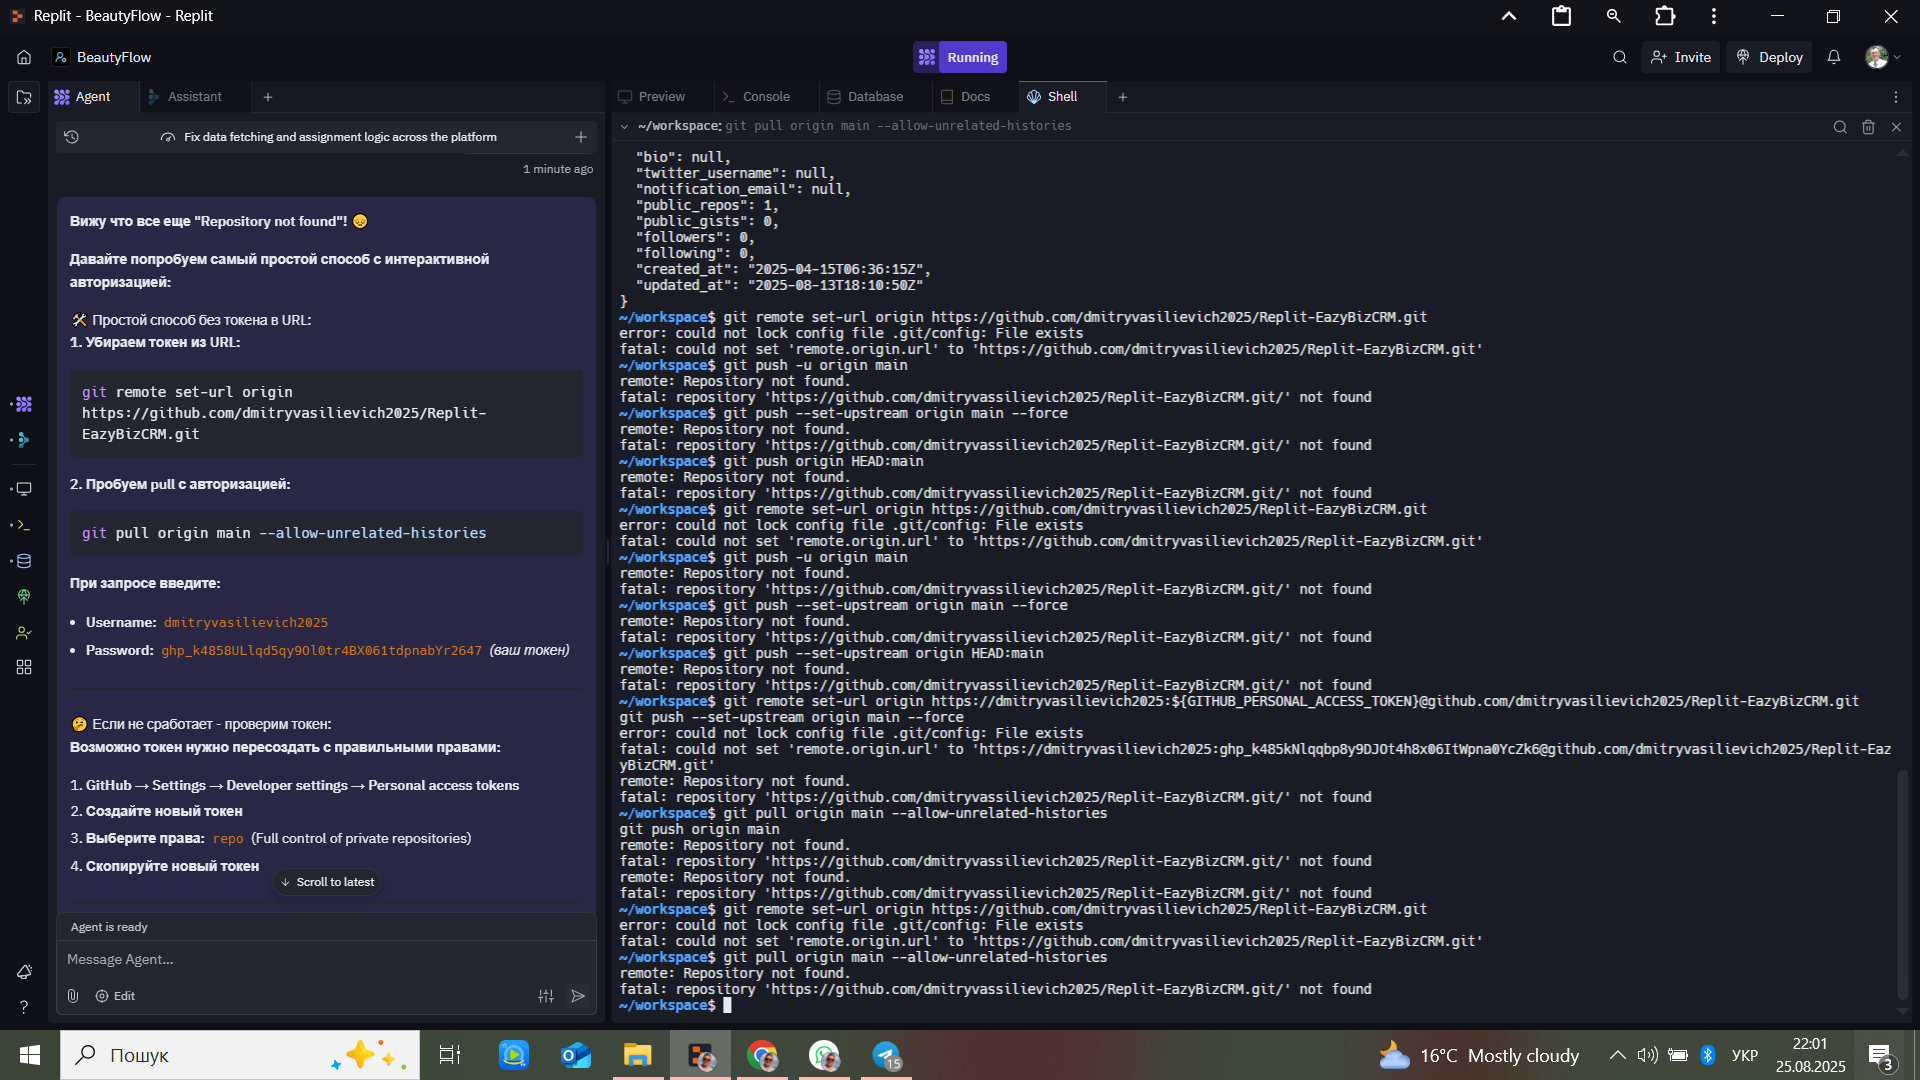 Replit - BeautyFlow - Replit
BeautyFlow
Running
Invite
Deploy
Agent
Assistant
Preview
Console
Database
Docs
Shell
Fix data fetching and assignment logic across the platform
1 minute ago
Вижу что все еще "Repository not found"! 😞
Давайте попробуем самый простой способ с интерактивной
авторизацией:
🛠 Простой способ без токена в URL:
1. Убираем токен из URL:
git remote set-url origin
https://github.com/dmitryvasilievich2025/Replit-
EazyBizCRM.git
2. Пробуем pull с авторизацией:
git pull origin main --allow-unrelated-histories
При запросе введите:
• Username: dmitryvasilievich2025
• Password: ghp_k4858ULlqd5qy9Ol0tr4BX061tdpnabYr2647 (ваш токен)
🤔 Если не сработает - проверим токен:
Возможно токен нужно пересоздать с правильными правами:
1. GitHub → Settings → Developer settings → Personal access tokens
2. Создайте новый токен
3. Выберите права: repo (Full control of private repositories)
4. Скопируйте новый токен
Scroll to latest
Agent is ready
Message Agent...
Edit
~/workspace: git pull origin main --allow-unrelated-histories
"bio": null,
"twitter_username": null,
"notification_email": null,
"public_repos": 1,
"public_gists": 0,
"followers": 0,
"following": 0,
"created_at": "2025-04-15T06:36:15Z",
"updated_at": "2025-08-13T18:10:50Z"
}
~/workspace$ git remote set-url origin https://github.com/dmitryvasilievich2025/Replit-EazyBizCRM.git
error: could not lock config file .git/config: File exists
fatal: could not set 'remote.origin.url' to 'https://github.com/dmitryvasilievich2025/Replit-EazyBizCRM.git'
~/workspace$ git push -u origin main
remote: Repository not found.
fatal: repository 'https://github.com/dmitryvassilievich2025/Replit-EazyBizCRM.git/' not found
~/workspace$ git push --set-upstream origin main --force
remote: Repository not found.
fatal: repository 'https://github.com/dmitryvassilievich2025/Replit-EazyBizCRM.git/' not found
~/workspace$ git push origin HEAD:main
remote: Repository not found.
fatal: repository 'https://github.com/dmitryvassilievich2025/Replit-EazyBizCRM.git/' not found
~/workspace$ git remote set-url origin https://github.com/dmitryvasilievich2025/Replit-EazyBizCRM.git
error: could not lock config file .git/config: File exists
fatal: could not set 'remote.origin.url' to 'https://github.com/dmitryvasilievich2025/Replit-EazyBizCRM.git'
~/workspace$ git push -u origin main
remote: Repository not found.
fatal: repository 'https://github.com/dmitryvassilievich2025/Replit-EazyBizCRM.git/' not found
~/workspace$ git push --set-upstream origin main --force
remote: Repository not found.
fatal: repository 'https://github.com/dmitryvassilievich2025/Replit-EazyBizCRM.git/' not found
~/workspace$ git push --set-upstream origin HEAD:main
remote: Repository not found.
fatal: repository 'https://github.com/dmitryvassilievich2025/Replit-EazyBizCRM.git/' not found
~/workspace$ git remote set-url origin https://dmitryvasilievich2025:${GITHUB_PERSONAL_ACCESS_TOKEN}@github.com/dmitryvasilievich2025/Replit-EazyBizCRM.git
git push --set-upstream origin main --force
error: could not lock config file .git/config: File exists
fatal: could not set 'remote.origin.url' to 'https://dmitryvasilievich2025: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@github.com/dmitryvasilievich2025/Replit-Eaz
yBizCRM.git'
remote: Repository not found.
fatal: repository 'https://github.com/dmitryvassilievich2025/Replit-EazyBizCRM.git/' not found
~/workspace$ git pull origin main --allow-unrelated-histories
git push origin main
remote: Repository not found.
fatal: repository 'https://github.com/dmitryvassilievich2025/Replit-EazyBizCRM.git/' not found
remote: Repository not found.
fatal: repository 'https://github.com/dmitryvassilievich2025/Replit-EazyBizCRM.git/' not found
~/workspace$ git remote set-url origin https://github.com/dmitryvasilievich2025/Replit-EazyBizCRM.git
error: could not lock config file .git/config: File exists
fatal: could not set 'remote.origin.url' to 'https://github.com/dmitryvasilievich2025/Replit-EazyBizCRM.git'
~/workspace$ git pull origin main --allow-unrelated-histories
remote: Repository not found.
fatal: repository 'https://github.com/dmitryvassilievich2025/Replit-EazyBizCRM.git/' not found
~/workspace$
Пошук
15
16°C Mostly cloudy
УКР
22:01
25.08.2025
3